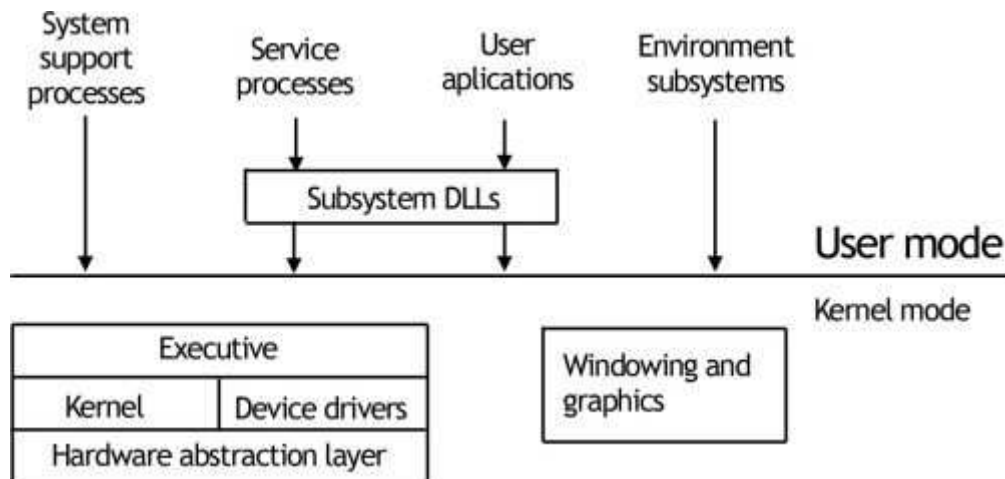 System
support
processes
Service
processes
User
aplications
Environment
subsystems
Subsystem DLLs
User mode
Kernel mode
Executive
Kernel
Device drivers
Hardware abstraction layer
Windowing and
graphics